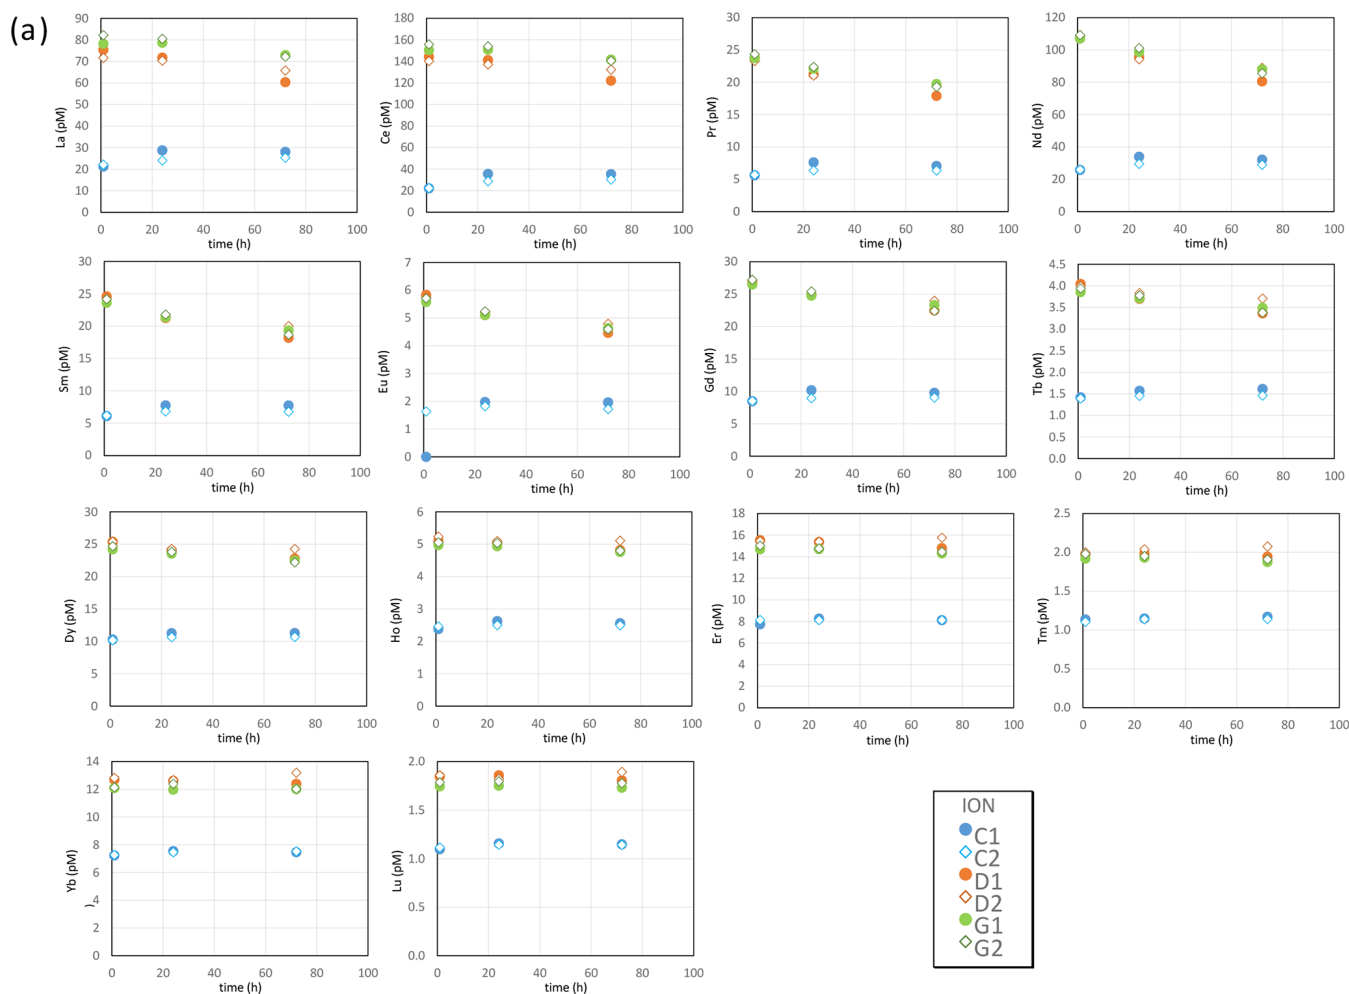 (a)
90
80
70
60
50
40
30
20
10
0
La (pM)
0 20 40 60 80 100
time (h)
180
160
140
120
100
80
60
40
20
0
Ce (pM)
0 20 40 60 80 100
time (h)
30
25
20
15
10
5
0
Pr (pM)
0 20 40 60 80 100
time (h)
120
100
80
60
40
20
0
Nd (pM)
0 20 40 60 80 100
time (h)
30
25
20
15
10
5
0
Sm (pM)
0 20 40 60 80 100
time (h)
7
6
5
4
3
2
1
0
Eu (pM)
0 20 40 60 80 100
time (h)
30
25
20
15
10
5
0
Gd (pM)
0 20 40 60 80 100
time (h)
4.5
4.0
3.5
3.0
2.5
2.0
1.5
1.0
0.5
0.0
Tb (pM)
0 20 40 60 80 100
time (h)
30
25
20
15
10
5
0
Dy (pM)
0 20 40 60 80 100
time (h)
6
5
4
3
2
1
0
Ho (pM)
0 20 40 60 80 100
time (h)
18
16
14
12
10
8
6
4
2
0
Er (pM)
0 20 40 60 80 100
time (h)
2.5
2.0
1.5
1.0
0.5
0.0
Tm (pM)
0 20 40 60 80 100
time (h)
14
12
10
8
6
4
2
0
Yb (pM
)
0 20 40 60 80 100
time (h)
2.0
1.5
1.0
0.5
0.0
Lu (pM)
0 20 40 60 80 100
time (h)
ION
C1
C2
D1
D2
G1
G2